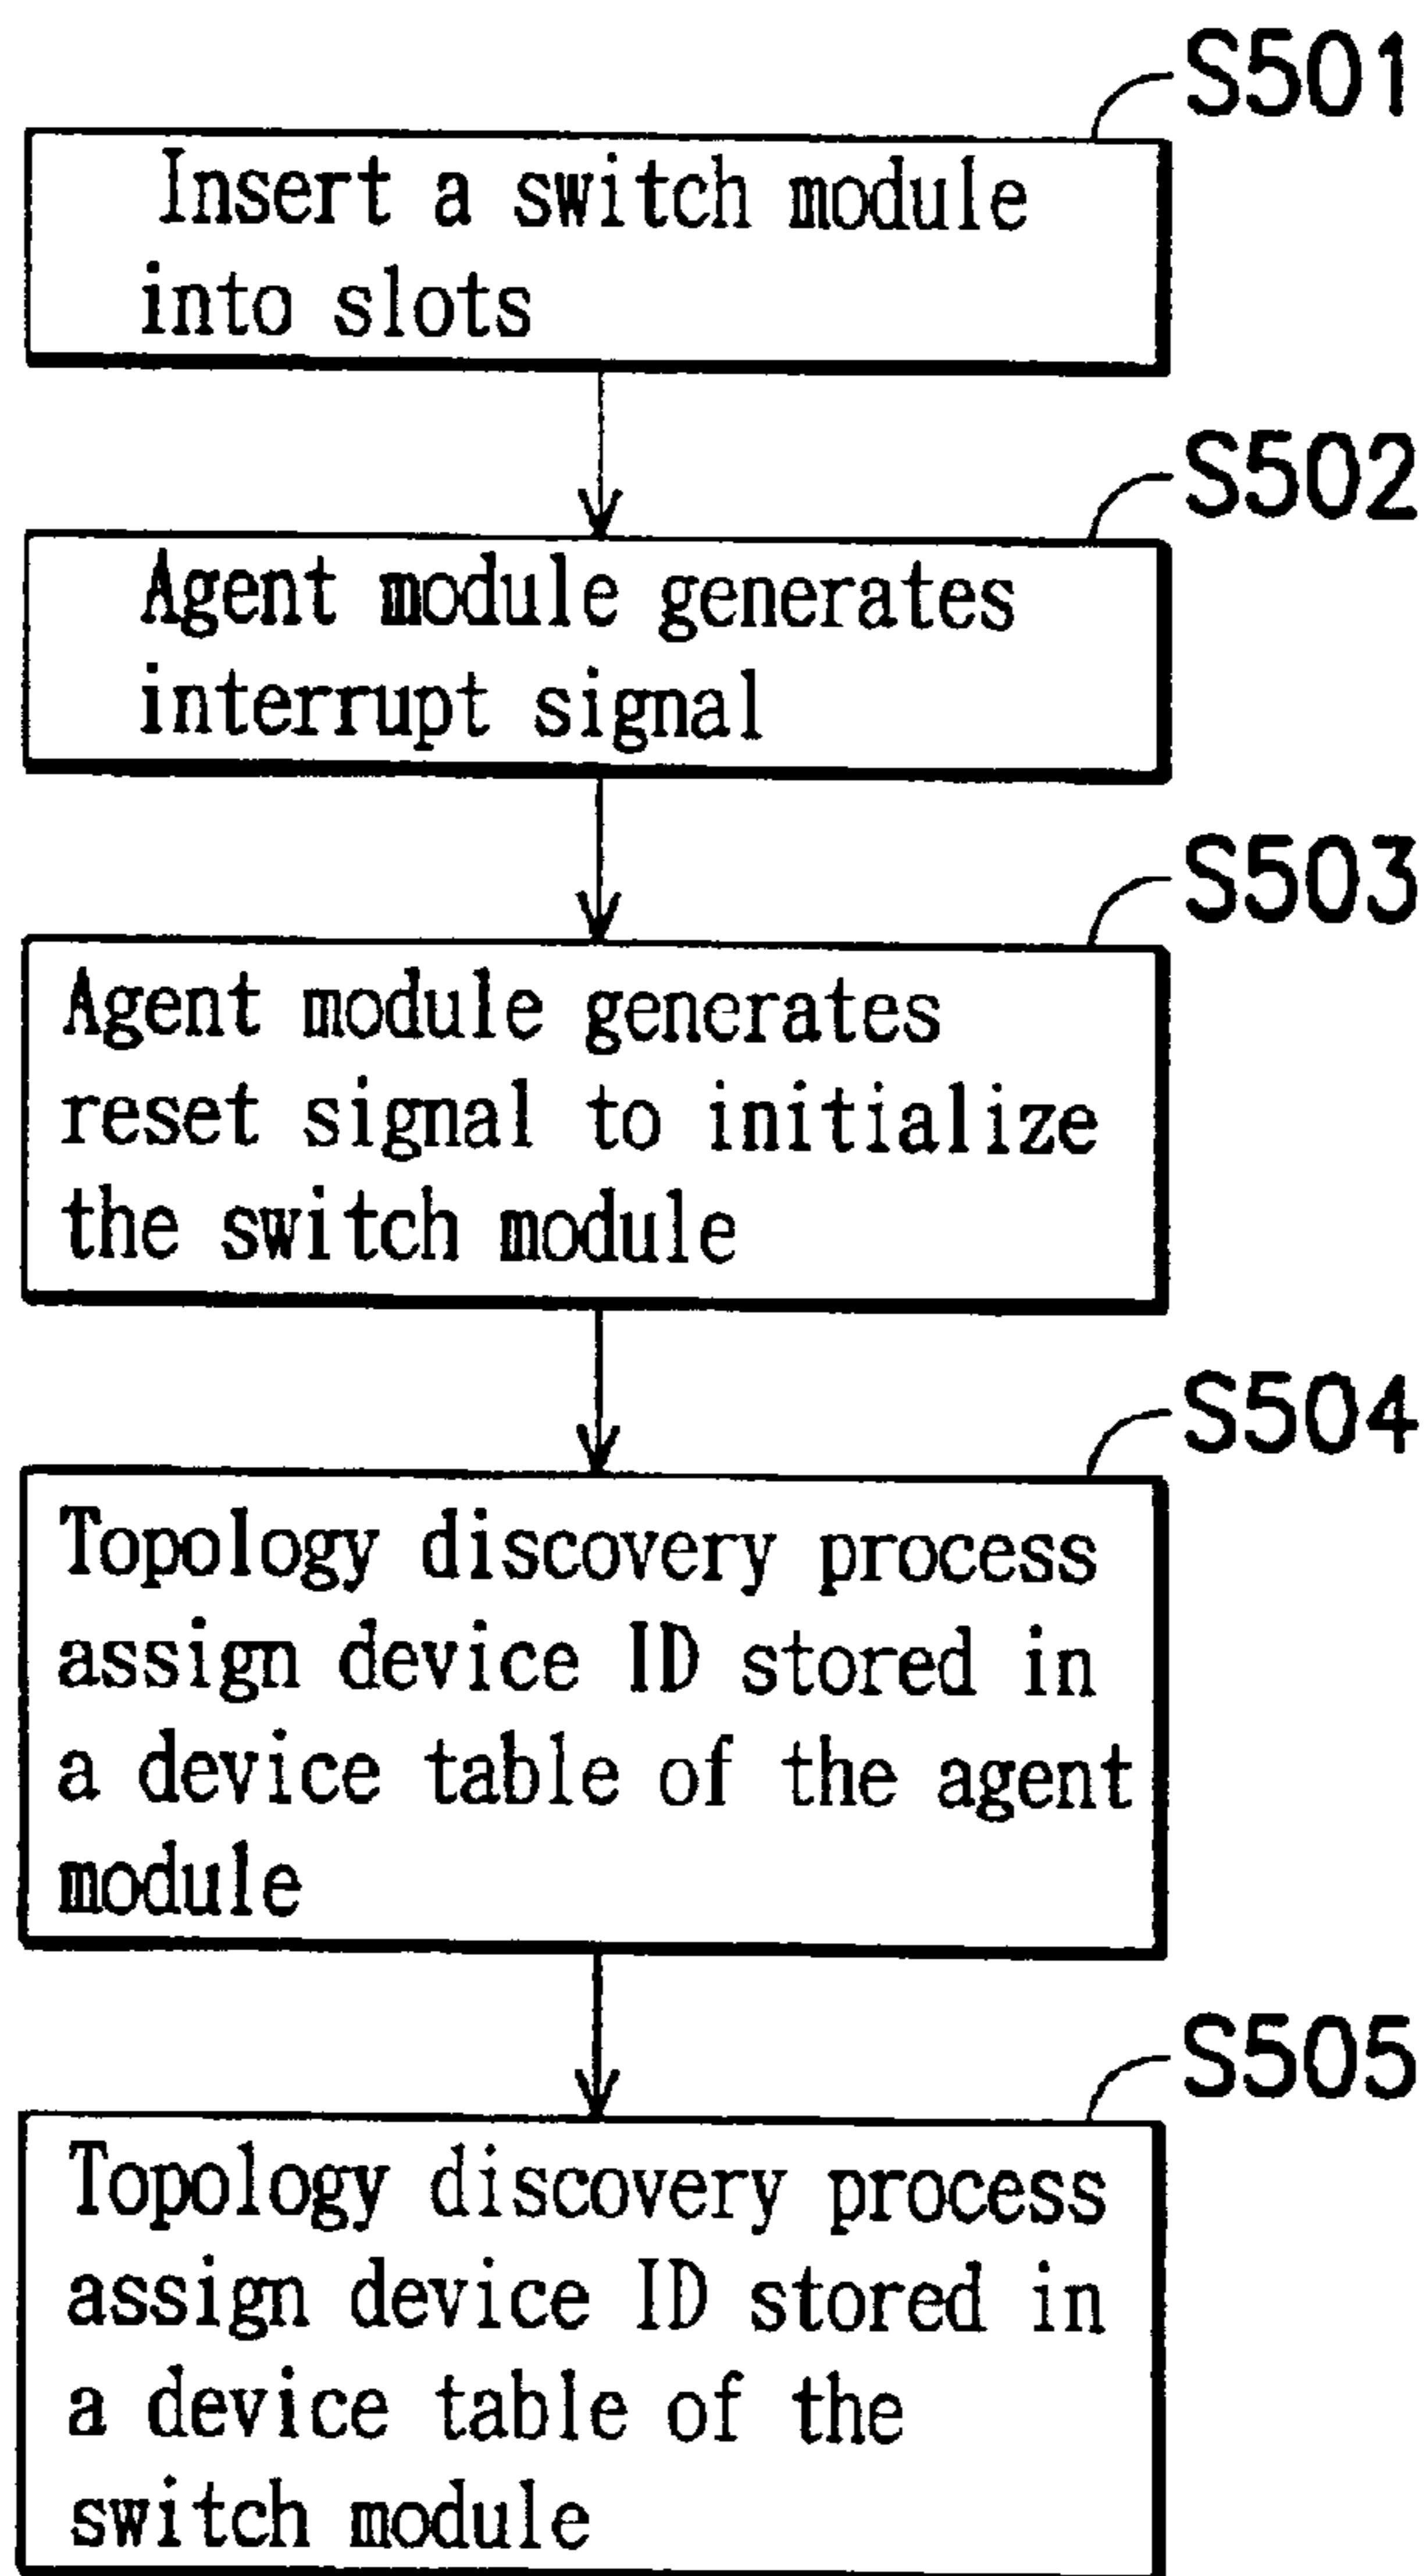 S501
Insert a switch module
into slots
S502
Agent module generates
interrupt signal
S503
Agent module generates
reset signal to initialize
the switch module
S504
Topology discovery process
assign device ID stored in
a device table of the agent
module
S505
Topology discovery process
assign device ID stored in
a device table of the
switch module